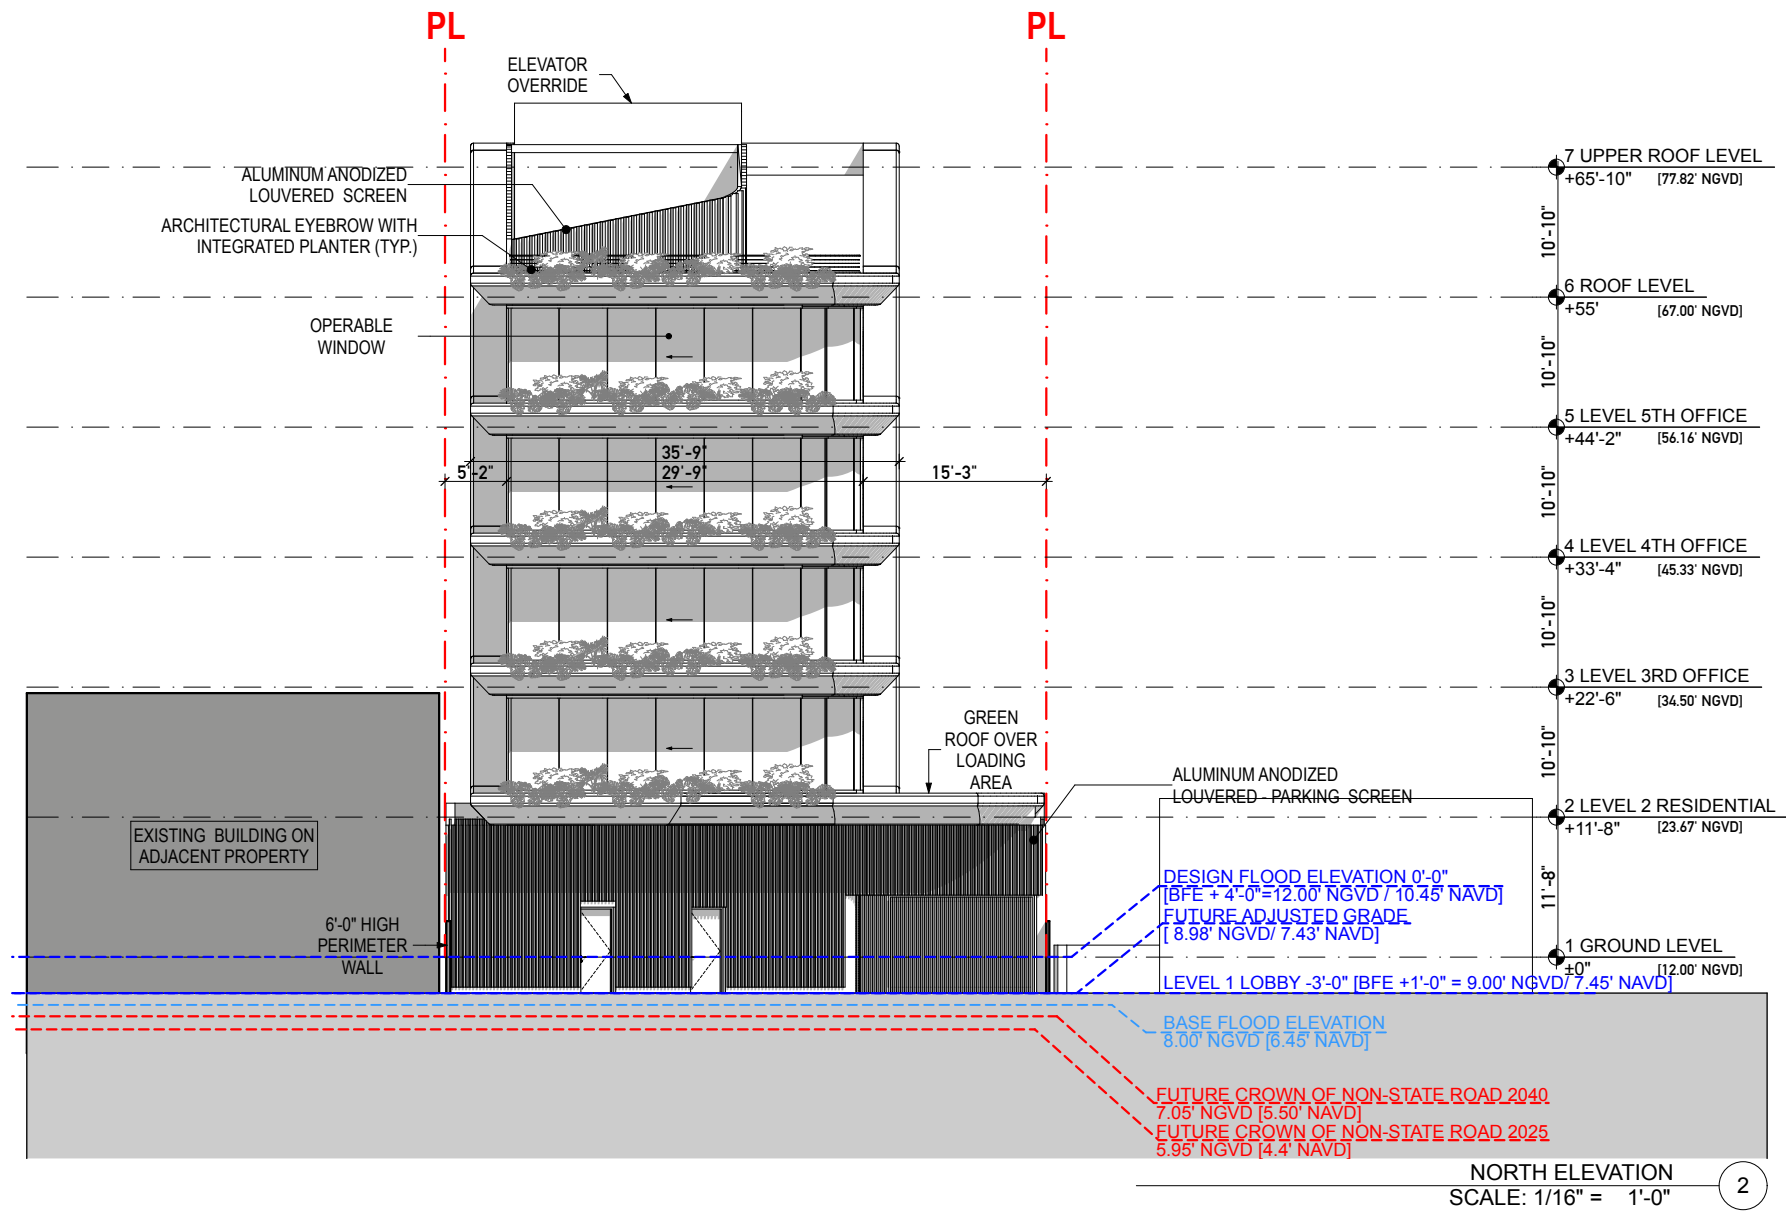 PL
PL
ELEVATOR
OVERRIDE
ALUMINUM ANODIZED
LOUVERED SCREEN
ARCHITECTURAL EYEBROW WITH
INTEGRATED PLANTER (TYP.)
OPERABLE
WINDOW
35'-9"
5'-2"
29'-9"
15'-3"
GREEN
ROOF OVER
LOADING
AREA
ALUMINUM ANODIZED
LOUVERED - PARKING SCREEN
EXISTING BUILDING ON
ADJACENT PROPERTY
6'-0" HIGH
PERIMETER
WALL
7 UPPER ROOF LEVEL
+65'-10" [77.82' NGVD]
10'-10"
6 ROOF LEVEL
+55' [67.00' NGVD]
10'-10"
5 LEVEL 5TH OFFICE
+44'-2" [56.16' NGVD]
10'-10"
4 LEVEL 4TH OFFICE
+33'-4" [45.33' NGVD]
10'-10"
3 LEVEL 3RD OFFICE
+22'-6" [34.50' NGVD]
10'-10"
2 LEVEL 2 RESIDENTIAL
+11'-8" [23.67' NGVD]
11'-8"
1 GROUND LEVEL
±0" [12.00' NGVD]
DESIGN FLOOD ELEVATION 0'-0"
[BFE + 4'-0"=12.00' NGVD / 10.45' NAVD]
FUTURE ADJUSTED GRADE
[ 8.98' NGVD/ 7.43' NAVD]
LEVEL 1 LOBBY -3'-0" [BFE +1'-0" = 9.00' NGVD/ 7.45' NAVD]
BASE FLOOD ELEVATION
8.00' NGVD [6.45' NAVD]
FUTURE CROWN OF NON-STATE ROAD 2040
7.05' NGVD [5.50' NAVD]
FUTURE CROWN OF NON-STATE ROAD 2025
5.95' NGVD [4.4' NAVD]
NORTH ELEVATION
SCALE: 1/16" = 1'-0"
2